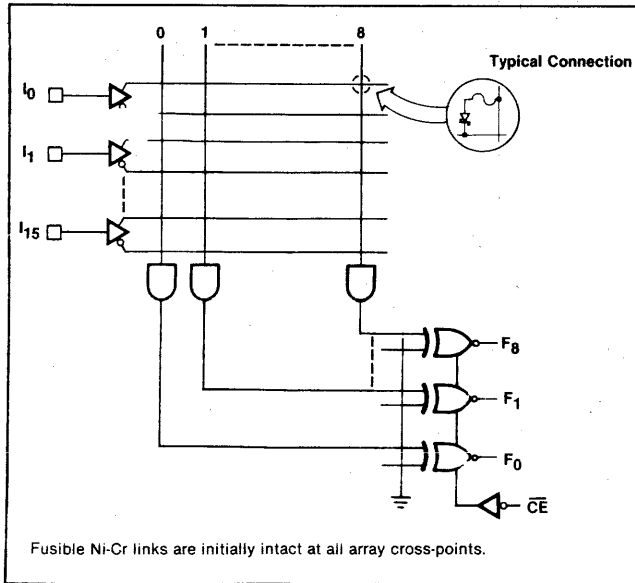 0 1 8
Typical Connection
I0
I1
I15
F8
F1
F0
CE
Fusible Ni-Cr links are initially intact at all array cross-points.